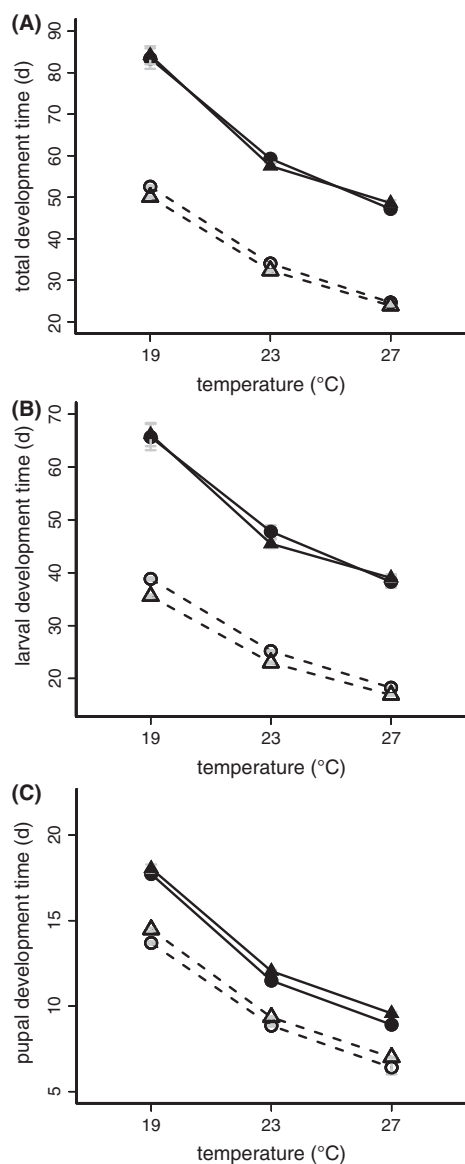 (A)
total development time (d)
90
80
70
60
50
40
30
20
19 23 27
temperature (°C)
(B)
larval development time (d)
70
60
50
40
30
20
19 23 27
temperature (°C)
(C)
pupal development time (d)
20
15
10
5
19 23 27
temperature (°C)